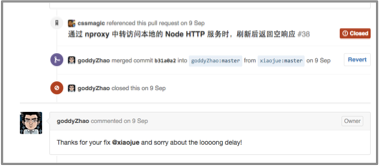 cssmagic referenced this pull request on 9 Sep
通过 nproxy 中转访问本地的 Node HTTP 服务时，刷新后返回空响应 #38
Closed
goddyZhao merged commit b31a0a2 into goddyZhao:master from xiaojue:master on 9 Sep
Revert
goddyZhao closed this on 9 Sep
goddyZhao commented on 9 Sep
Owner
Thanks for your fix @xiaojue and sorry about the loooong delay!